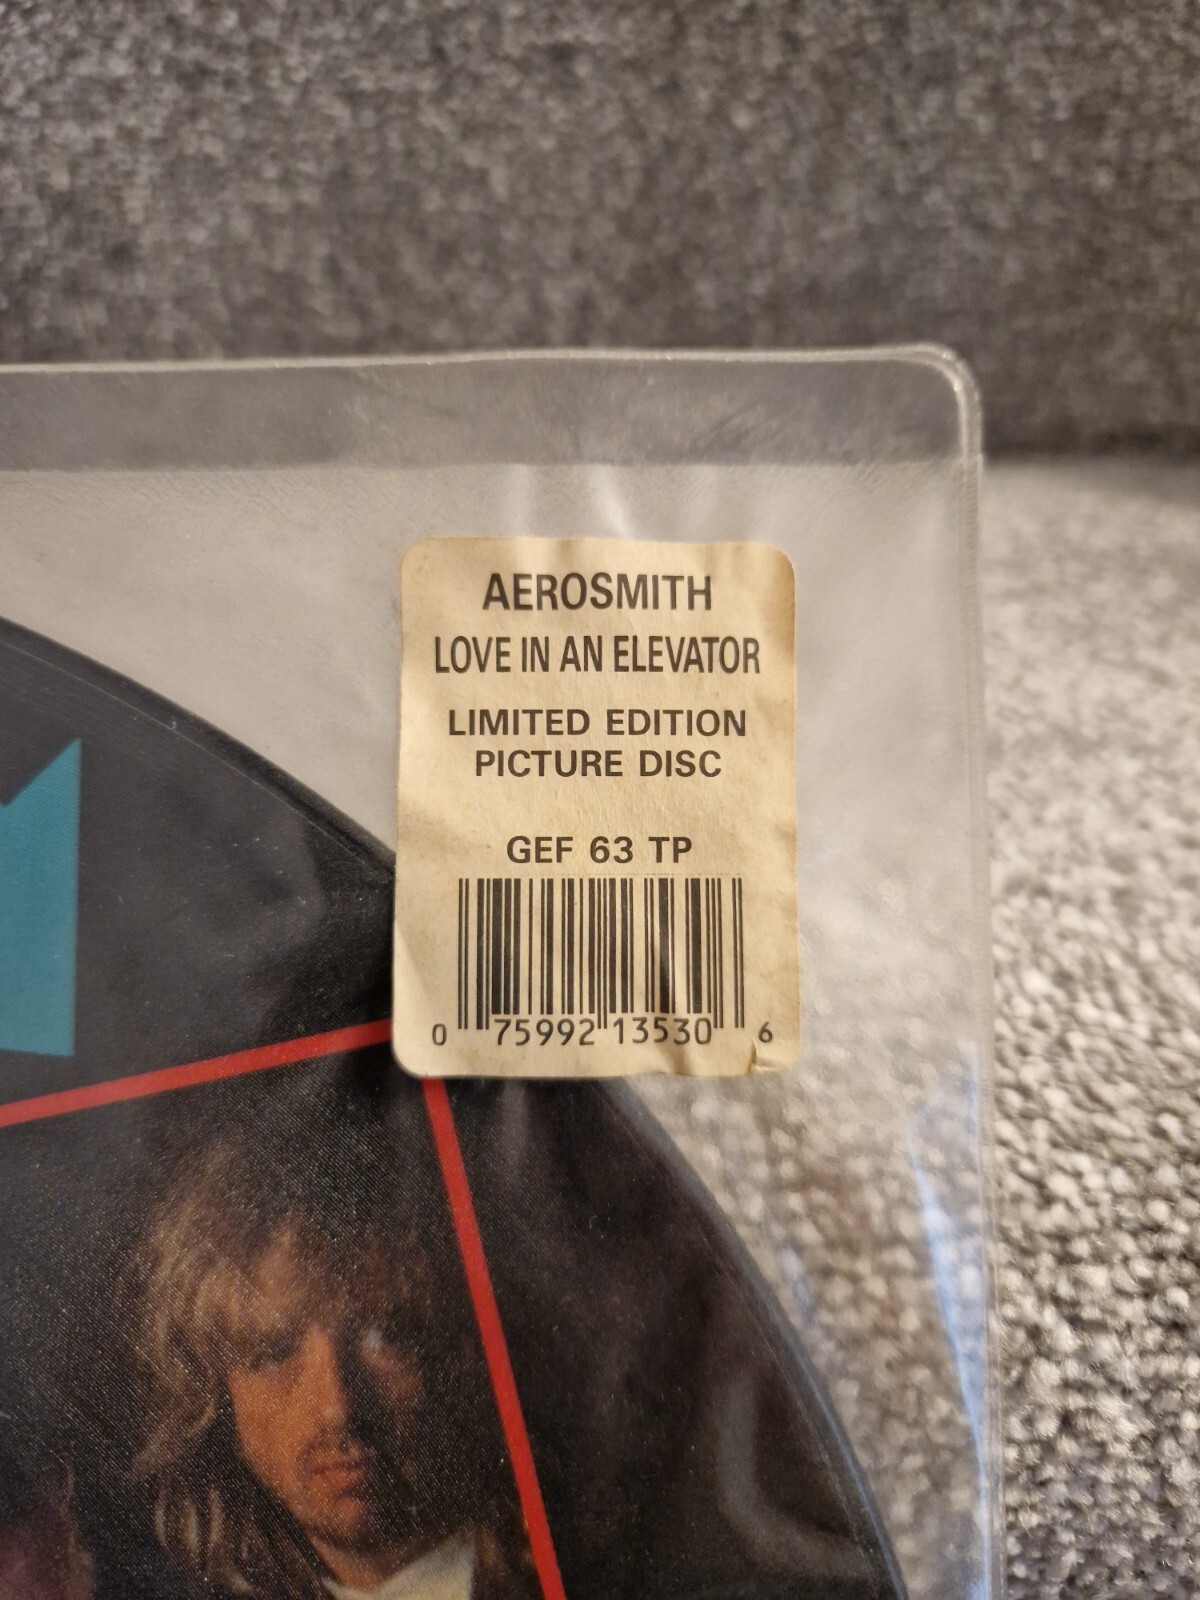 AEROSMITH
LOVE IN AN ELEVATOR
LIMITED EDITION
PICTURE DISC
GEF 63 TP
0 75992 13530 6